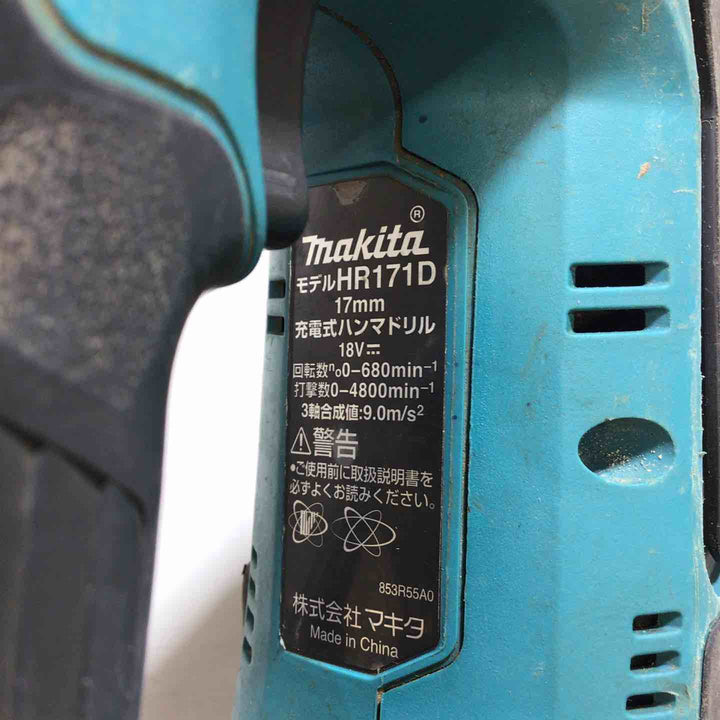 makita®
モデルHR171D
17mm
充電式ハンマドリル
18V⎓
回転数n₀0-680min⁻¹
打撃数0-4800min⁻¹
3軸合成値:9.0m/s²
⚠警告
•ご使用前に取扱説明書を
必ずよくお読みください。
853R55A0
株式会社マキタ
Made in China